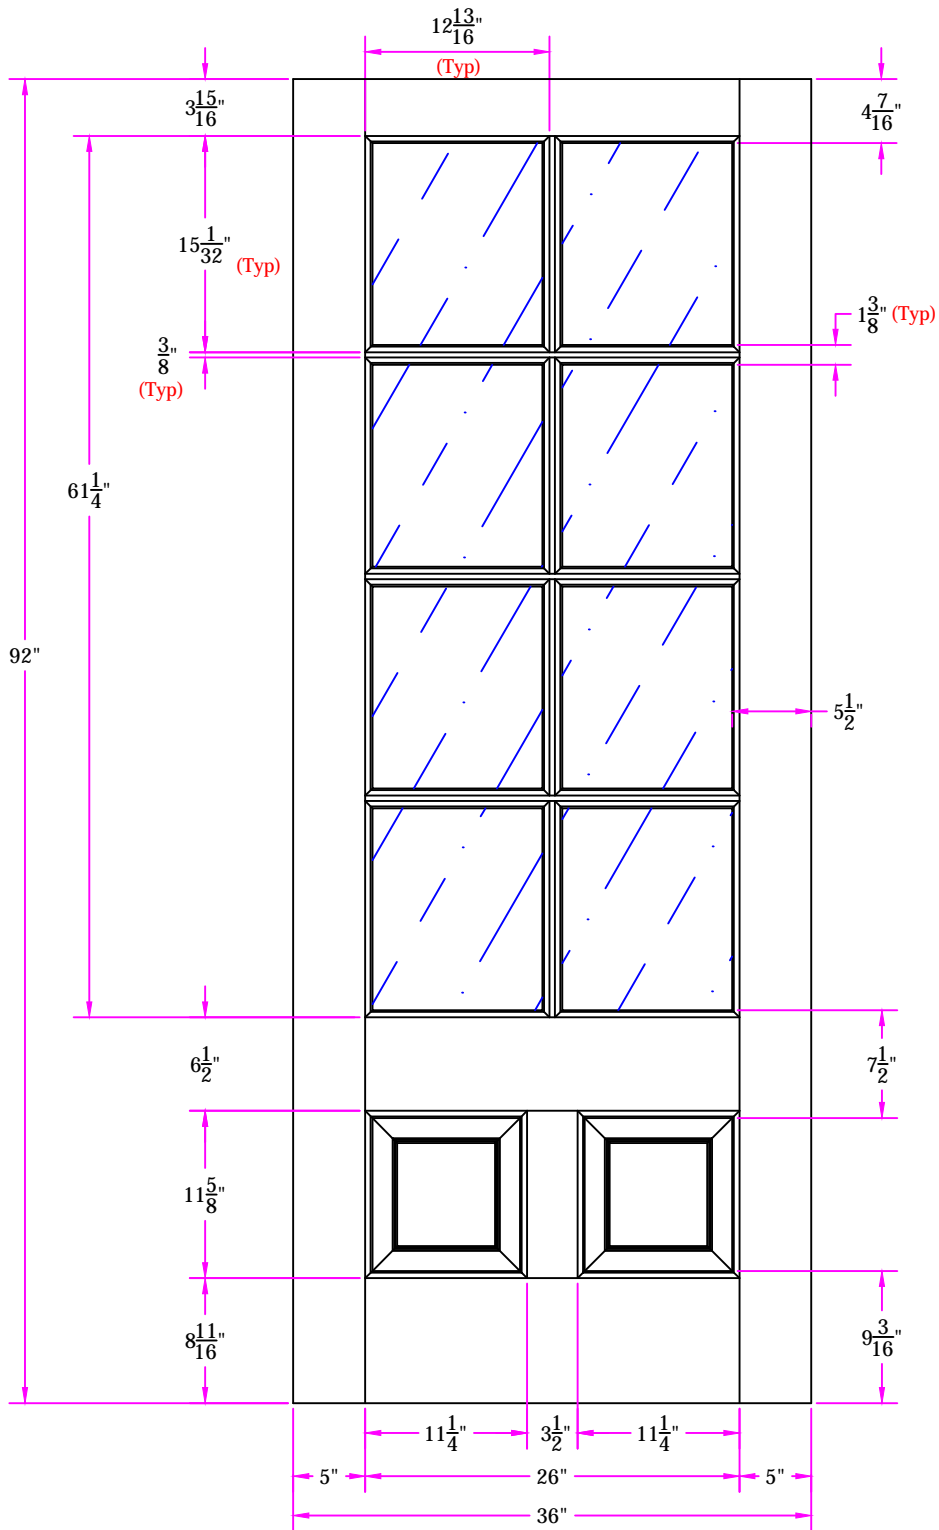 12 13/16"
(Typ)
3 15/16"
4 7/16"
15 1/32" (Typ)
1 3/8" (Typ)
3/8"
(Typ)
61 1/4"
92"
5 1/2"
6 1/2"
7 1/2"
11 5/8"
8 11/16"
9 3/16"
11 1/4" 3 1/2" 11 1/4"
5" 26" 5"
36"